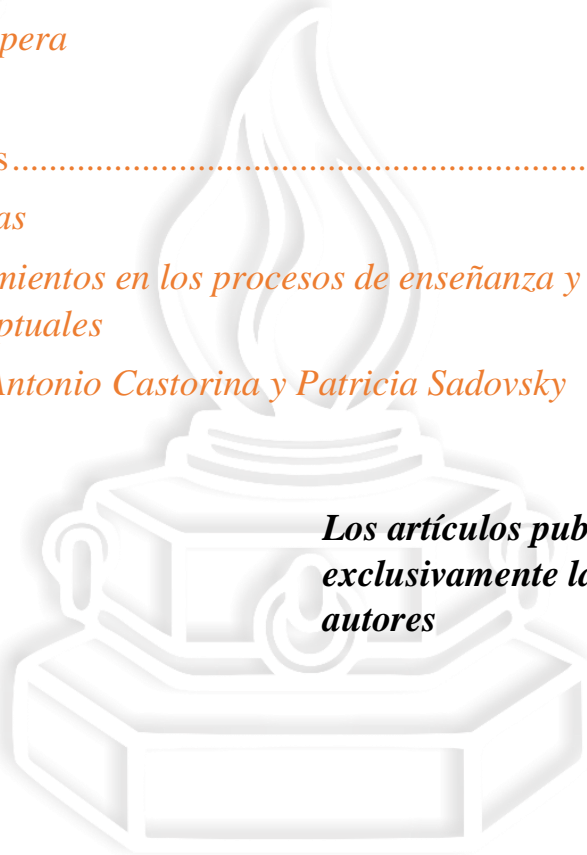 pera
s................................................................
as
mientos en los procesos de enseñanza y
ptuales
Antonio Castorina y Patricia Sadovsky
Los artículos pub
exclusivamente la
autores